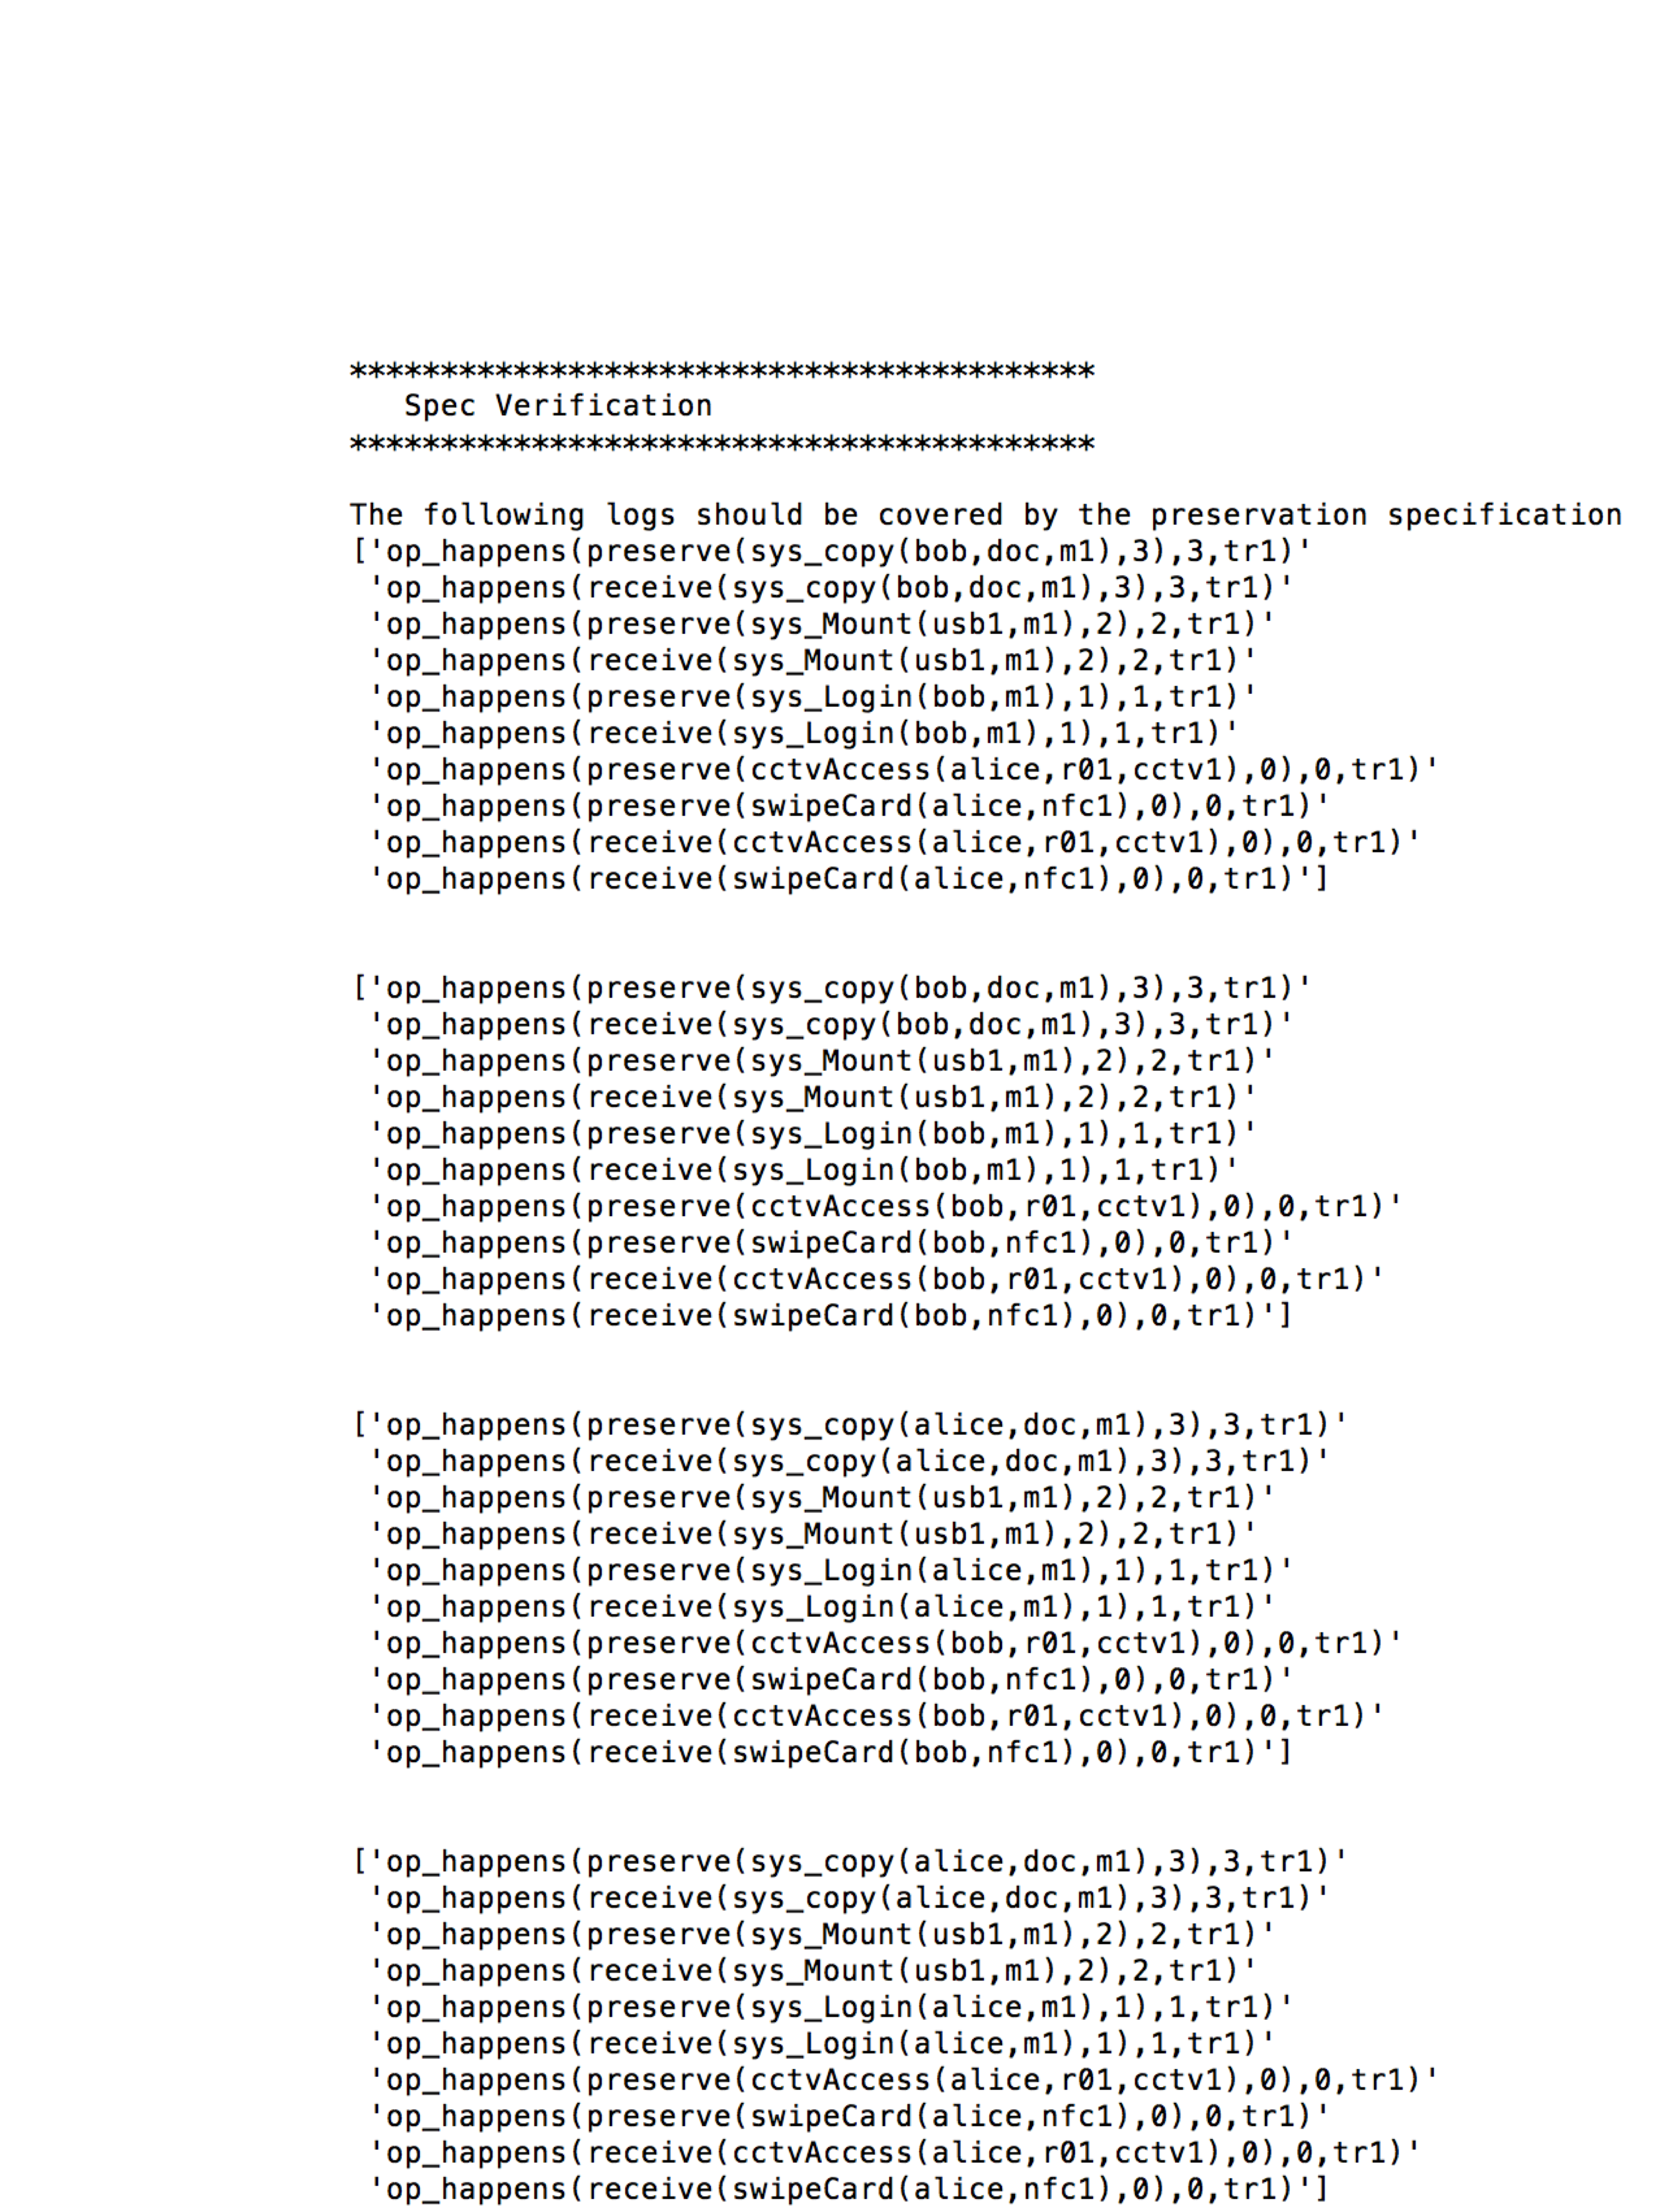 *****************************************
Spec Verification
*****************************************
The following logs should be covered by the preservation specification
['op_happens(preserve(sys_copy(bob,doc,m1),3),3,tr1)'
'op_happens(receive(sys_copy(bob,doc,m1),3),3,tr1)'
'op_happens(preserve(sys_Mount(usb1,m1),2),2,tr1)'
'op_happens(receive(sys_Mount(usb1,m1),2),2,tr1)'
'op_happens(preserve(sys_Login(bob,m1),1),1,tr1)'
'op_happens(receive(sys_Login(bob,m1),1),1,tr1)'
'op_happens(preserve(cctvAccess(alice,r01,cctv1),0),0,tr1)'
'op_happens(preserve(swipeCard(alice,nfc1),0),0,tr1)'
'op_happens(receive(cctvAccess(alice,r01,cctv1),0),0,tr1)'
'op_happens(receive(swipeCard(alice,nfc1),0),0,tr1)']
['op_happens(preserve(sys_copy(bob,doc,m1),3),3,tr1)'
'op_happens(receive(sys_copy(bob,doc,m1),3),3,tr1)'
'op_happens(preserve(sys_Mount(usb1,m1),2),2,tr1)'
'op_happens(receive(sys_Mount(usb1,m1),2),2,tr1)'
'op_happens(preserve(sys_Login(bob,m1),1),1,tr1)'
'op_happens(receive(sys_Login(bob,m1),1),1,tr1)'
'op_happens(preserve(cctvAccess(bob,r01,cctv1),0),0,tr1)'
'op_happens(preserve(swipeCard(bob,nfc1),0),0,tr1)'
'op_happens(receive(cctvAccess(bob,r01,cctv1),0),0,tr1)'
'op_happens(receive(swipeCard(bob,nfc1),0),0,tr1)']
['op_happens(preserve(sys_copy(alice,doc,m1),3),3,tr1)'
'op_happens(receive(sys_copy(alice,doc,m1),3),3,tr1)'
'op_happens(preserve(sys_Mount(usb1,m1),2),2,tr1)'
'op_happens(receive(sys_Mount(usb1,m1),2),2,tr1)'
'op_happens(preserve(sys_Login(alice,m1),1),1,tr1)'
'op_happens(receive(sys_Login(alice,m1),1),1,tr1)'
'op_happens(preserve(cctvAccess(bob,r01,cctv1),0),0,tr1)'
'op_happens(preserve(swipeCard(bob,nfc1),0),0,tr1)'
'op_happens(receive(cctvAccess(bob,r01,cctv1),0),0,tr1)'
'op_happens(receive(swipeCard(bob,nfc1),0),0,tr1)']
['op_happens(preserve(sys_copy(alice,doc,m1),3),3,tr1)'
'op_happens(receive(sys_copy(alice,doc,m1),3),3,tr1)'
'op_happens(preserve(sys_Mount(usb1,m1),2),2,tr1)'
'op_happens(receive(sys_Mount(usb1,m1),2),2,tr1)'
'op_happens(preserve(sys_Login(alice,m1),1),1,tr1)'
'op_happens(receive(sys_Login(alice,m1),1),1,tr1)'
'op_happens(preserve(cctvAccess(alice,r01,cctv1),0),0,tr1)'
'op_happens(preserve(swipeCard(alice,nfc1),0),0,tr1)'
'op_happens(receive(cctvAccess(alice,r01,cctv1),0),0,tr1)'
'op_happens(receive(swipeCard(alice,nfc1),0),0,tr1)']